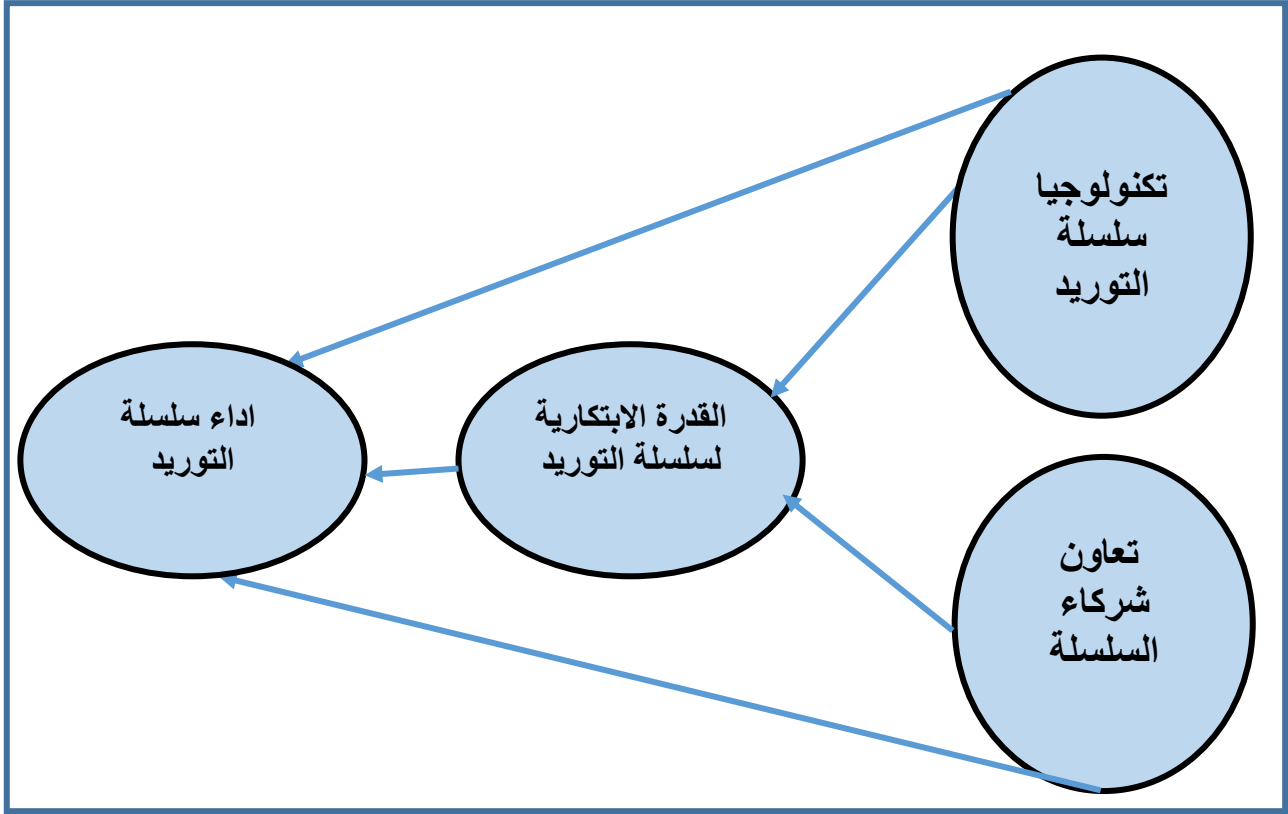 تكنولوجيا
سلسلة
التوريد
القدرة الابتكارية
لسلسلة التوريد
اداء سلسلة
التوريد
تعاون
شركاء
السلسلة